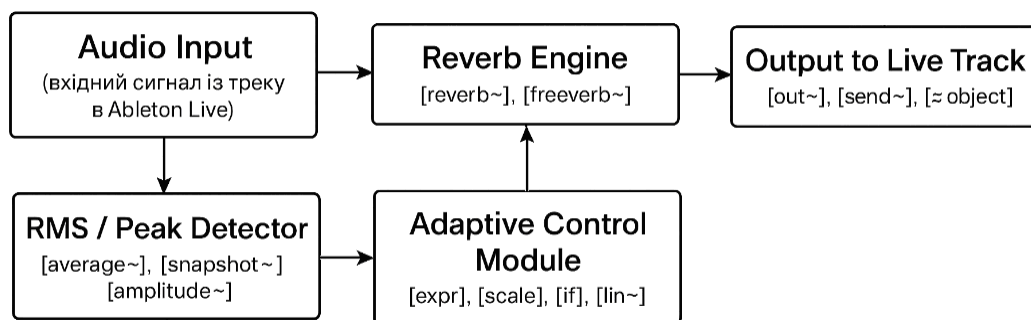 Audio Input
(вхідний сигнал із треку
в Ableton Live)
Reverb Engine
[reverb~], [freeverb~]
Output to Live Track
[out~], [send~], [≂ object]
RMS / Peak Detector
[average~], [snapshot~]
[amplitude~]
Adaptive Control
Module
[expr], [scale], [if], [lin~]